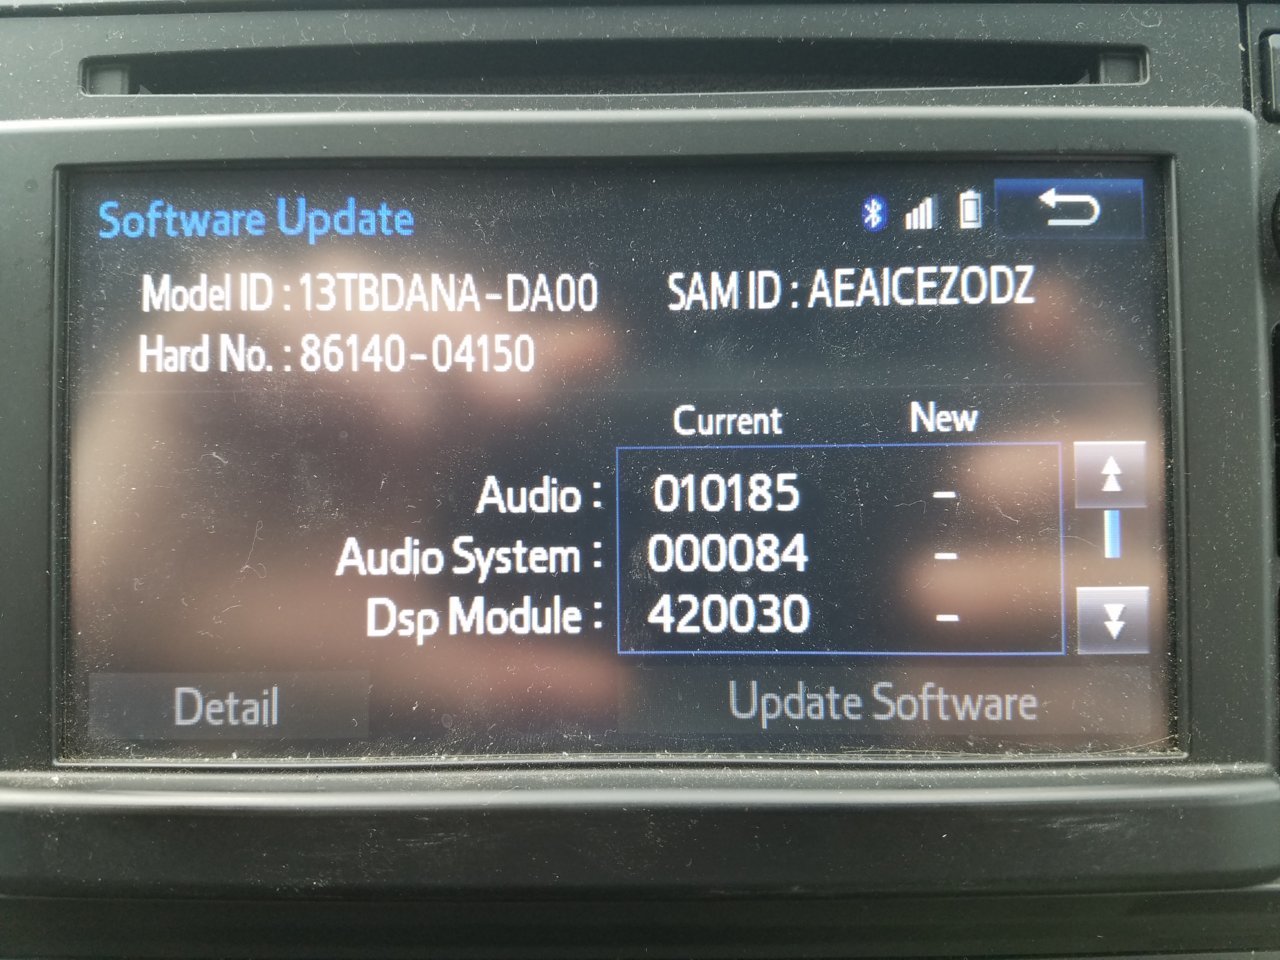 Software Update
Model ID : 13TBDANA-DA00 SAM ID : AEAICEZODZ
Hard No. : 86140-04150
Current New
Audio : 010185 –
Audio System : 000084 –
Dsp Module : 420030 –
Detail Update Software